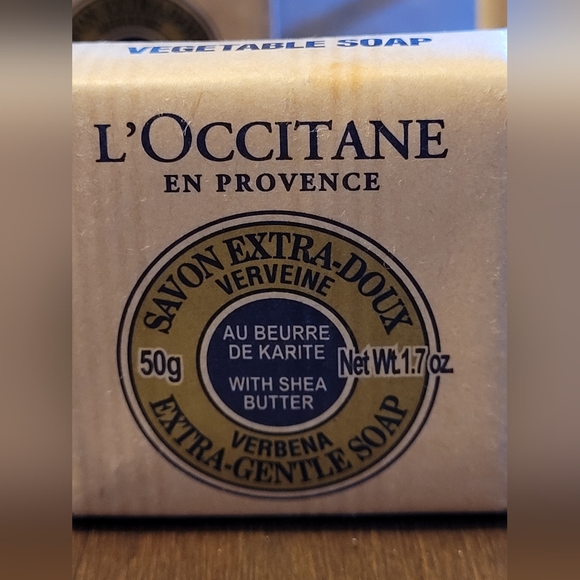 VEGETABLE SOAP
L'OCCITANE
EN PROVENCE
SAVON EXTRA-DOUX
VERVEINE
AU BEURRE
DE KARITE
50g
Net Wt.1.7 oz.
WITH SHEA
BUTTER
VERBENA
EXTRA-GENTLE SOAP